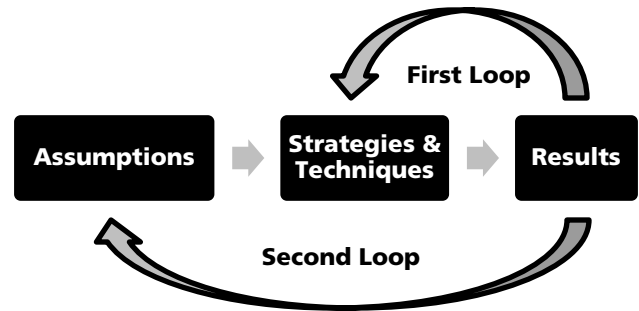 First Loop
Assumptions
Strategies &
Techniques
Results
Second Loop